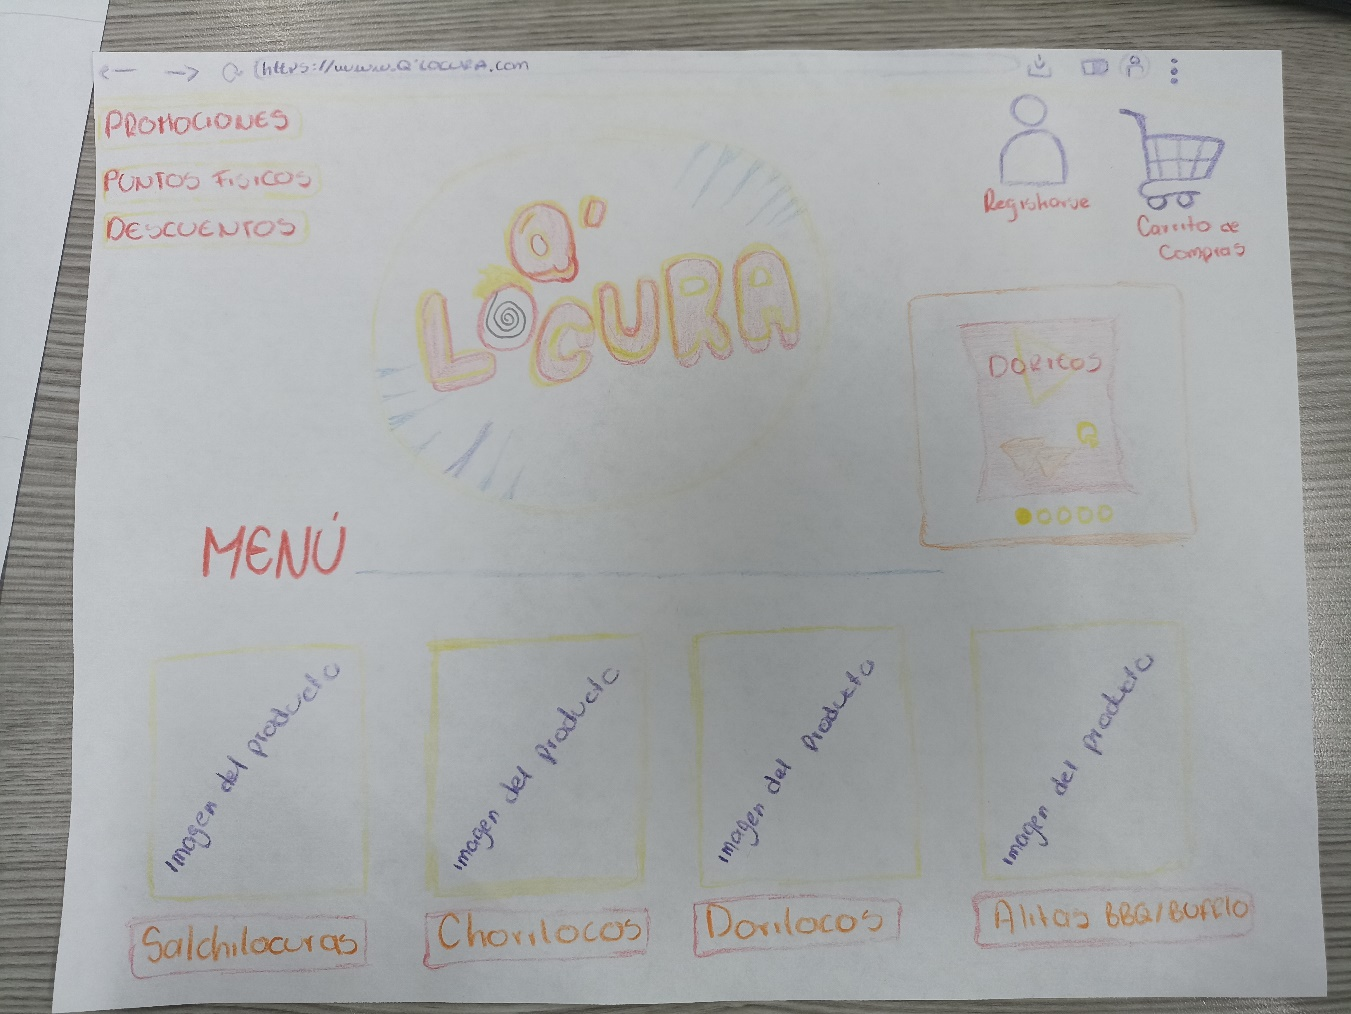 https://www.Q'LOCURA.com
PROMOCIONES
PUNTOS FISICOS
DESCUENTOS
Registrarse
Carrito de
Compras
Q'
LOCURA
DORICOS
Q
MENÚ
Imagen del producto
Imagen del producto
Imagen del producto
Imagen del producto
Salchilocuras
Chorilocos
Dorilocos
Alitas BBQ/BUFFLO